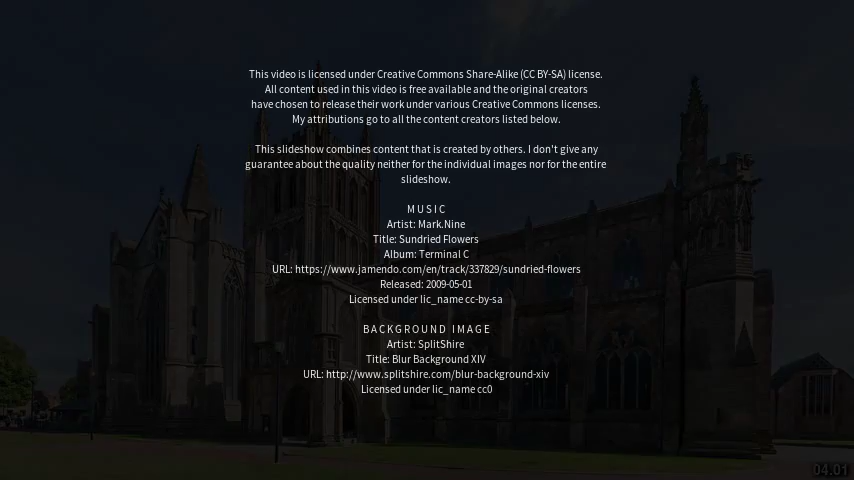 This video is licensed under Creative Commons Share-Alike (CC BY-SA) license.
All content used in this video is free available and the original creators
have chosen to release their work under various Creative Commons licenses.
My attributions go to all the content creators listed below.
This slideshow combines content that is created by others. I don't give any
guarantee about the quality neither for the individual images nor for the entire
slideshow.
MUSIC
Artist: Mark.Nine
Title: Sundried Flowers
Album: Terminal C
URL: https://www.jamendo.com/en/track/337829/sundried-flowers
Released: 2009-05-01
Licensed under lic_name cc-by-sa
BACKGROUND IMAGE
Artist: SplitShire
Title: Blur Background XIV
URL: http://www.splitshire.com/blur-background-xiv
Licensed under lic_name cc0
04.01